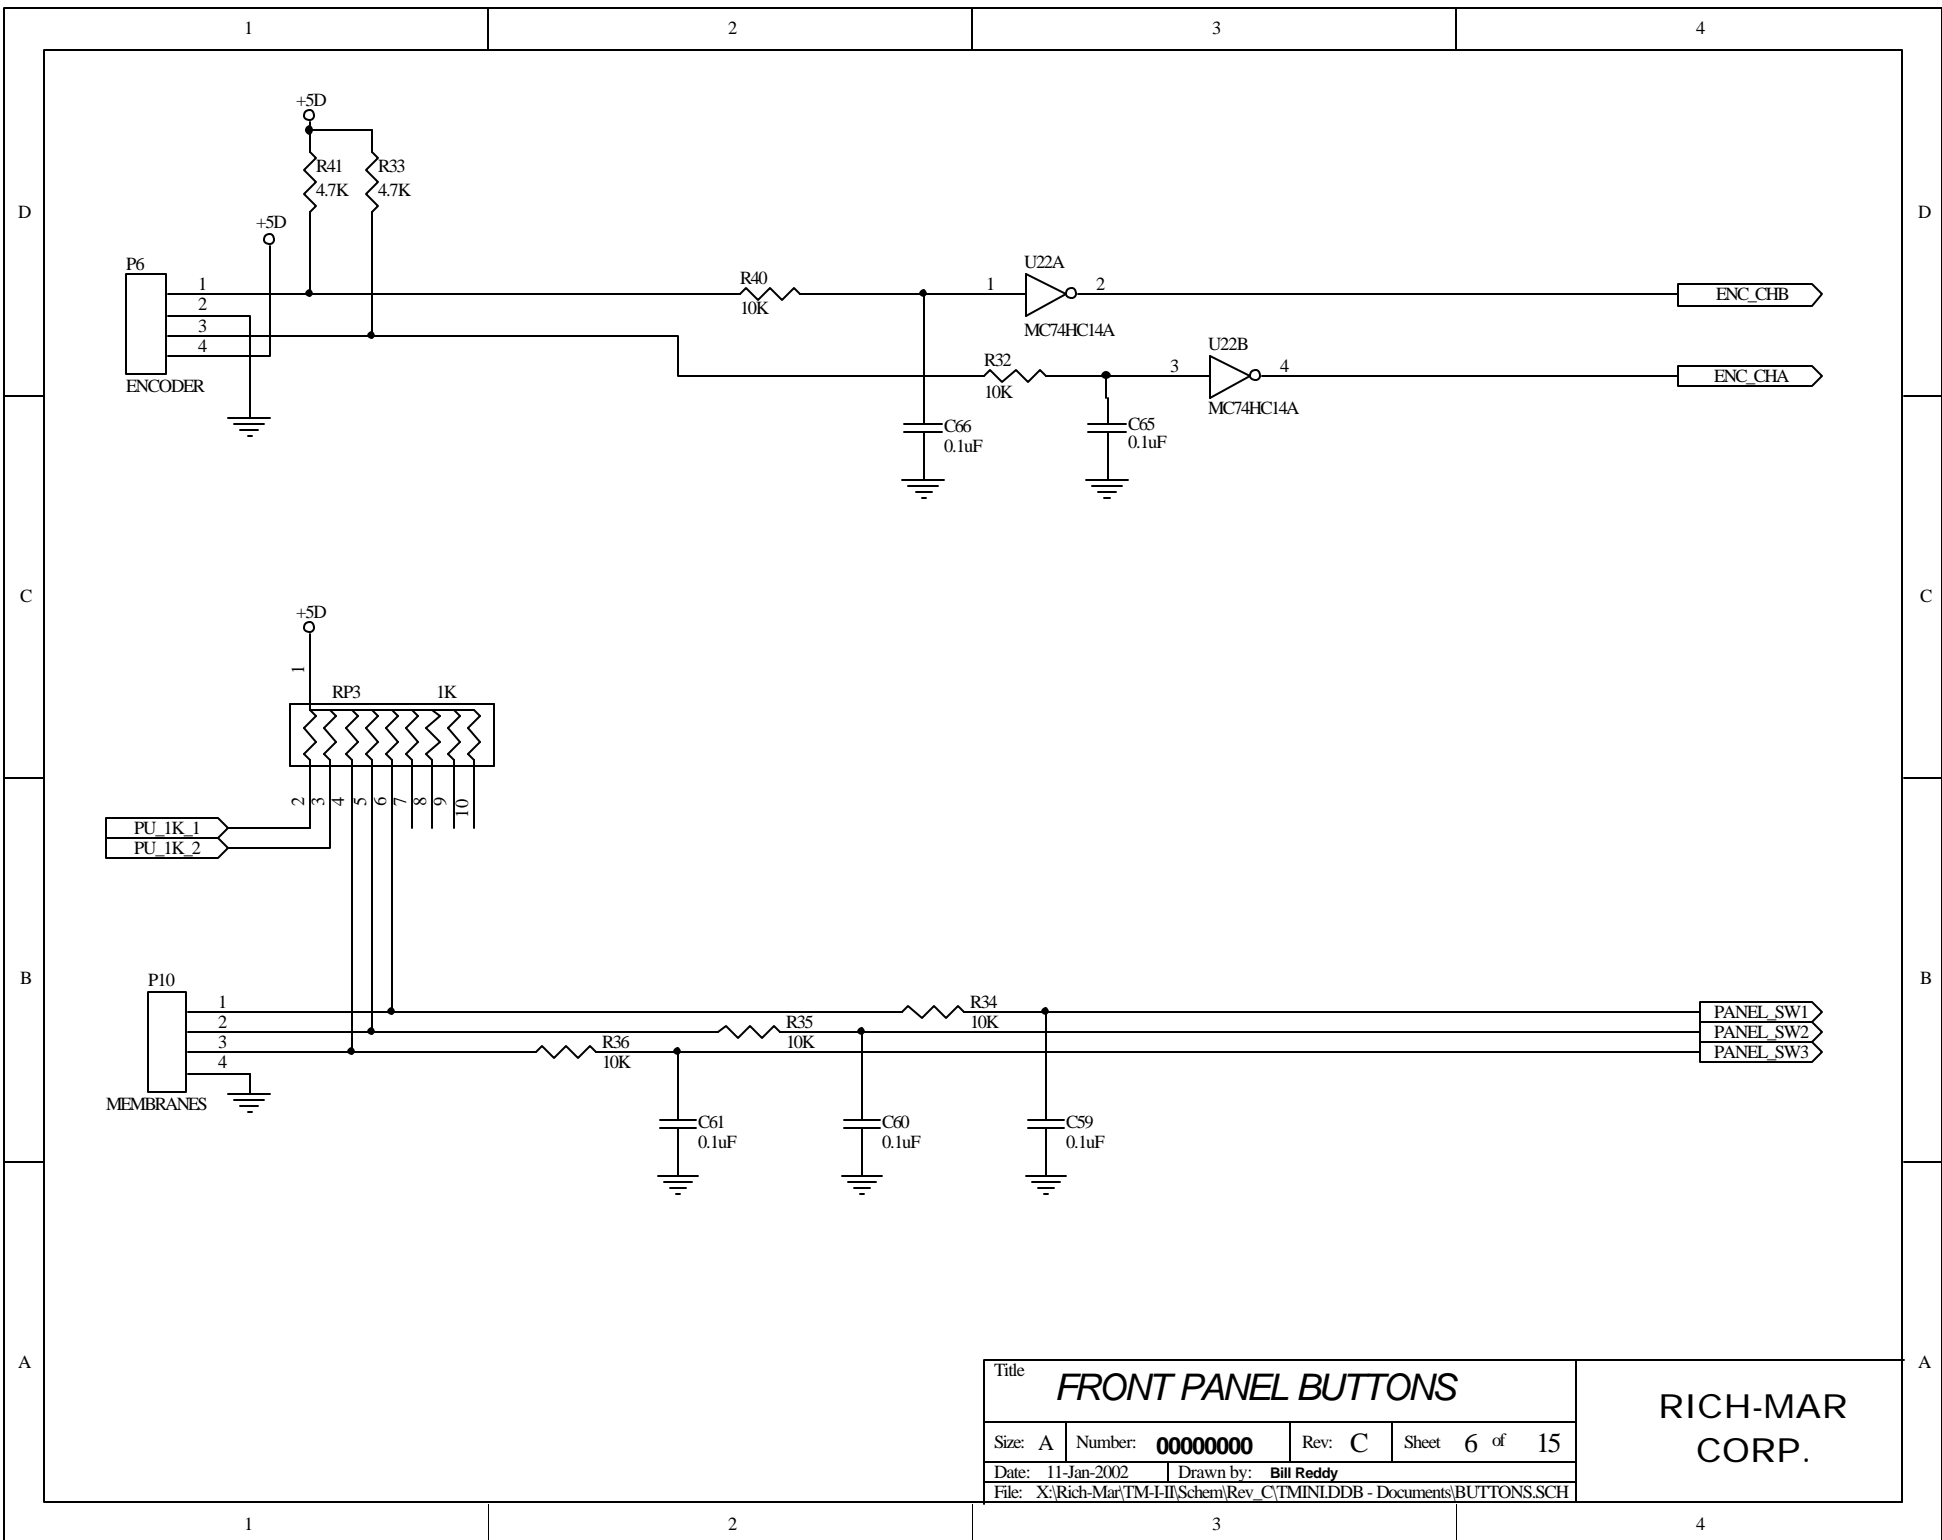 1 2 3 4
D D
C C
B B
A A
+5D
R41 R33
4.7K 4.7K
+5D
P6
1
2
3
4
ENCODER
R40
10K
U22A
1 2
MC74HC14A
ENC_CHB
R32
10K
U22B
3 4
MC74HC14A
ENC_CHA
C66
0.1uF
C65
0.1uF
+5D
1
RP3 1K
2 3 4 5 6 7 8 9 10
PU_1K_1
PU_1K_2
P10
1
2
3
4
MEMBRANES
R34
10K
R35
10K
R36
10K
PANEL_SW1
PANEL_SW2
PANEL_SW3
C61
0.1uF
C60
0.1uF
C59
0.1uF
Title
FRONT PANEL BUTTONS
Size: A Number: 00000000 Rev: C Sheet 6 of 15
Date: 11-Jan-2002 Drawn by: Bill Reddy
File: X:\Rich-Mar\TM-I-II\Schem\Rev_C\TMINI.DDB - Documents\BUTTONS.SCH
RICH-MAR
CORP.
1 2 3 4